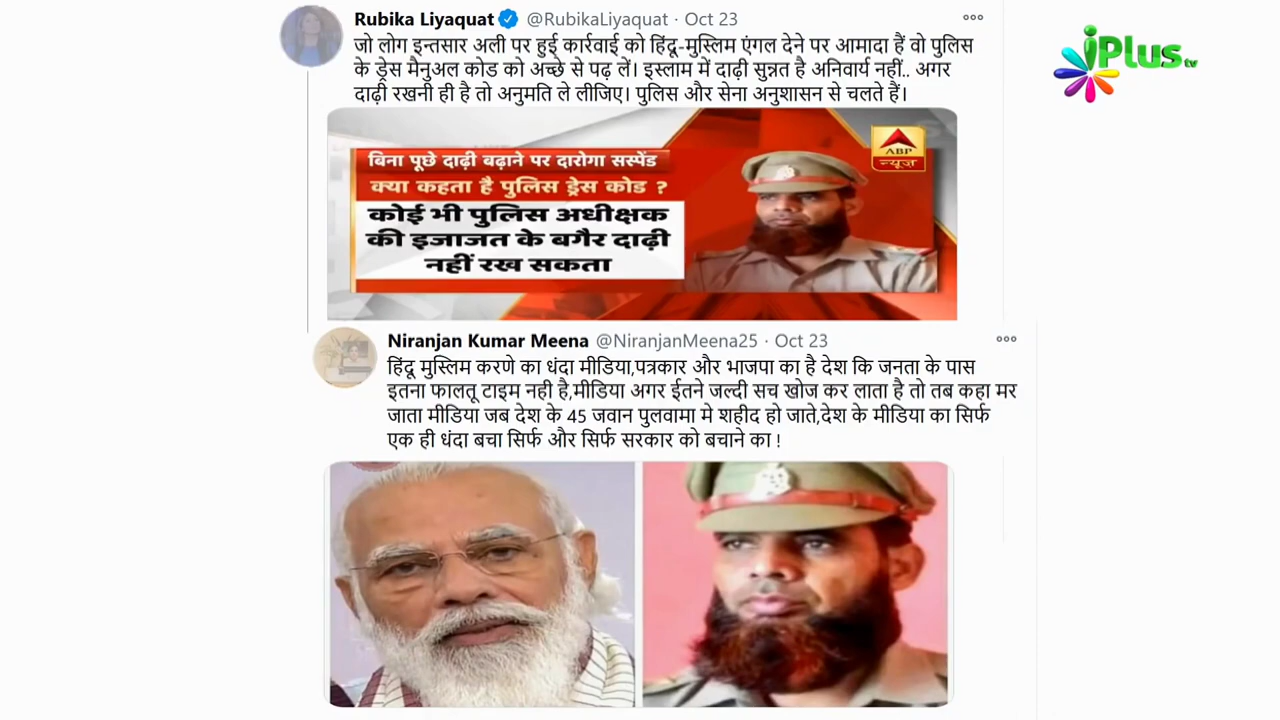 Rubika Liyaquat @RubikaLiyaquat · Oct 23
जो लोग इन्तसार अली पर हुई कार्रवाई को हिंदू-मुस्लिम एंगल देने पर आमादा हैं वो पुलिस
के ड्रेस मैनुअल कोड को अच्छे से पढ़ लें। इस्लाम में दाढ़ी सुन्नत है अनिवार्य नहीं.. अगर
दाढ़ी रखनी ही है तो अनुमति ले लीजिए। पुलिस और सेना अनुशासन से चलते हैं।
iPlus tv
ABP
न्यूज़
बिना पूछे दाढ़ी बढ़ाने पर दारोगा सस्पेंड
क्या कहता है पुलिस ड्रेस कोड ?
कोई भी पुलिस अधीक्षक
की इजाजत के बगैर दाढ़ी
नहीं रख सकता
Niranjan Kumar Meena @NiranjanMeena25 · Oct 23
हिंदू मुस्लिम करणे का धंदा मीडिया,पत्रकार और भाजपा का है देश कि जनता के पास
इतना फालतू टाइम नही है,मीडिया अगर ईतने जल्दी सच खोज कर लाता है तो तब कहा मर
जाता मीडिया जब देश के 45 जवान पुलवामा मे शहीद हो जाते,देश के मीडिया का सिर्फ
एक ही धंदा बचा सिर्फ और सिर्फ सरकार को बचाने का !